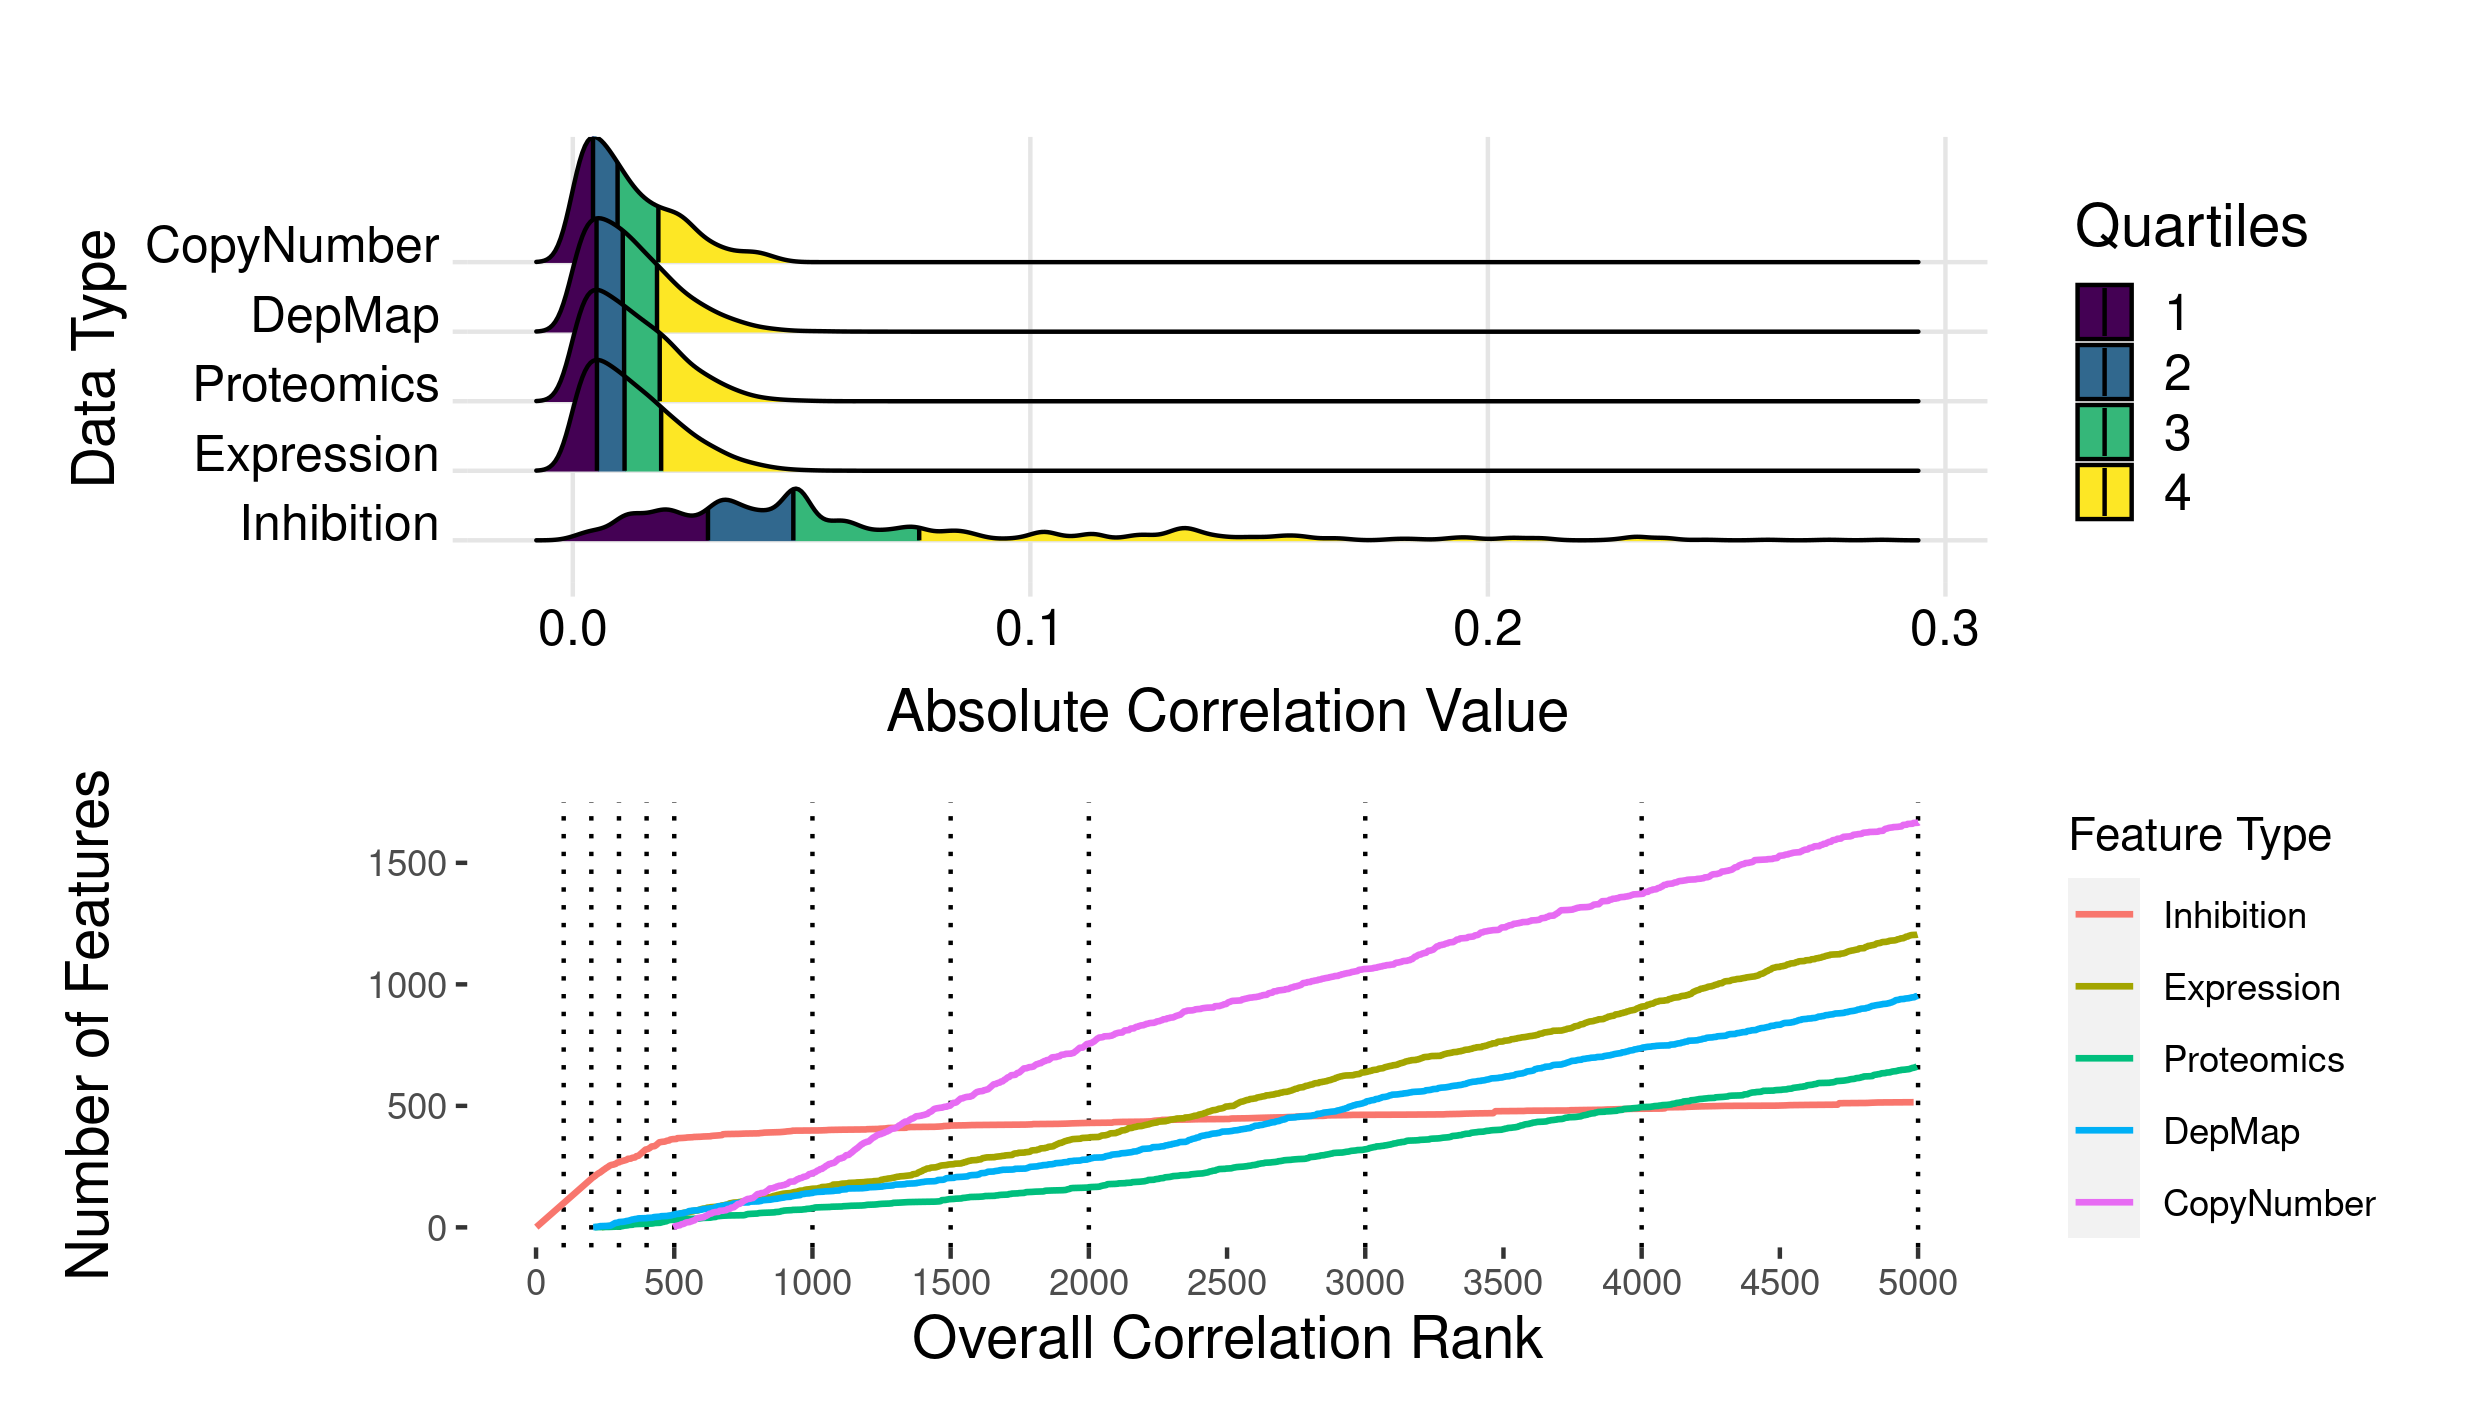 Data Type
CopyNumber
DepMap
Proteomics
Expression
Inhibition
0.0 0.1 0.2 0.3
Absolute Correlation Value
Quartiles
1
2
3
4
Number of Features
1500
1000
500
0
0 500 1000 1500 2000 2500 3000 3500 4000 4500 5000
Overall Correlation Rank
Feature Type
Inhibition
Expression
Proteomics
DepMap
CopyNumber